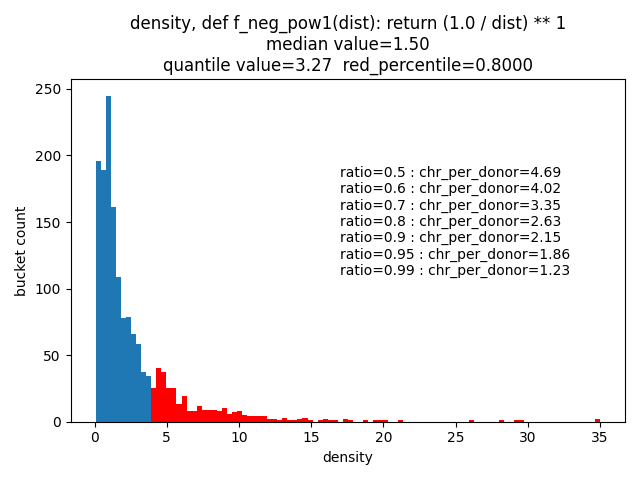 density, def f_neg_pow1(dist): return (1.0 / dist) ** 1
median value=1.50
quantile value=3.27  red_percentile=0.8000
250
200
150
100
50
0
bucket count
ratio=0.5 : chr_per_donor=4.69
ratio=0.6 : chr_per_donor=4.02
ratio=0.7 : chr_per_donor=3.35
ratio=0.8 : chr_per_donor=2.63
ratio=0.9 : chr_per_donor=2.15
ratio=0.95 : chr_per_donor=1.86
ratio=0.99 : chr_per_donor=1.23
0 5 10 15 20 25 30 35
density